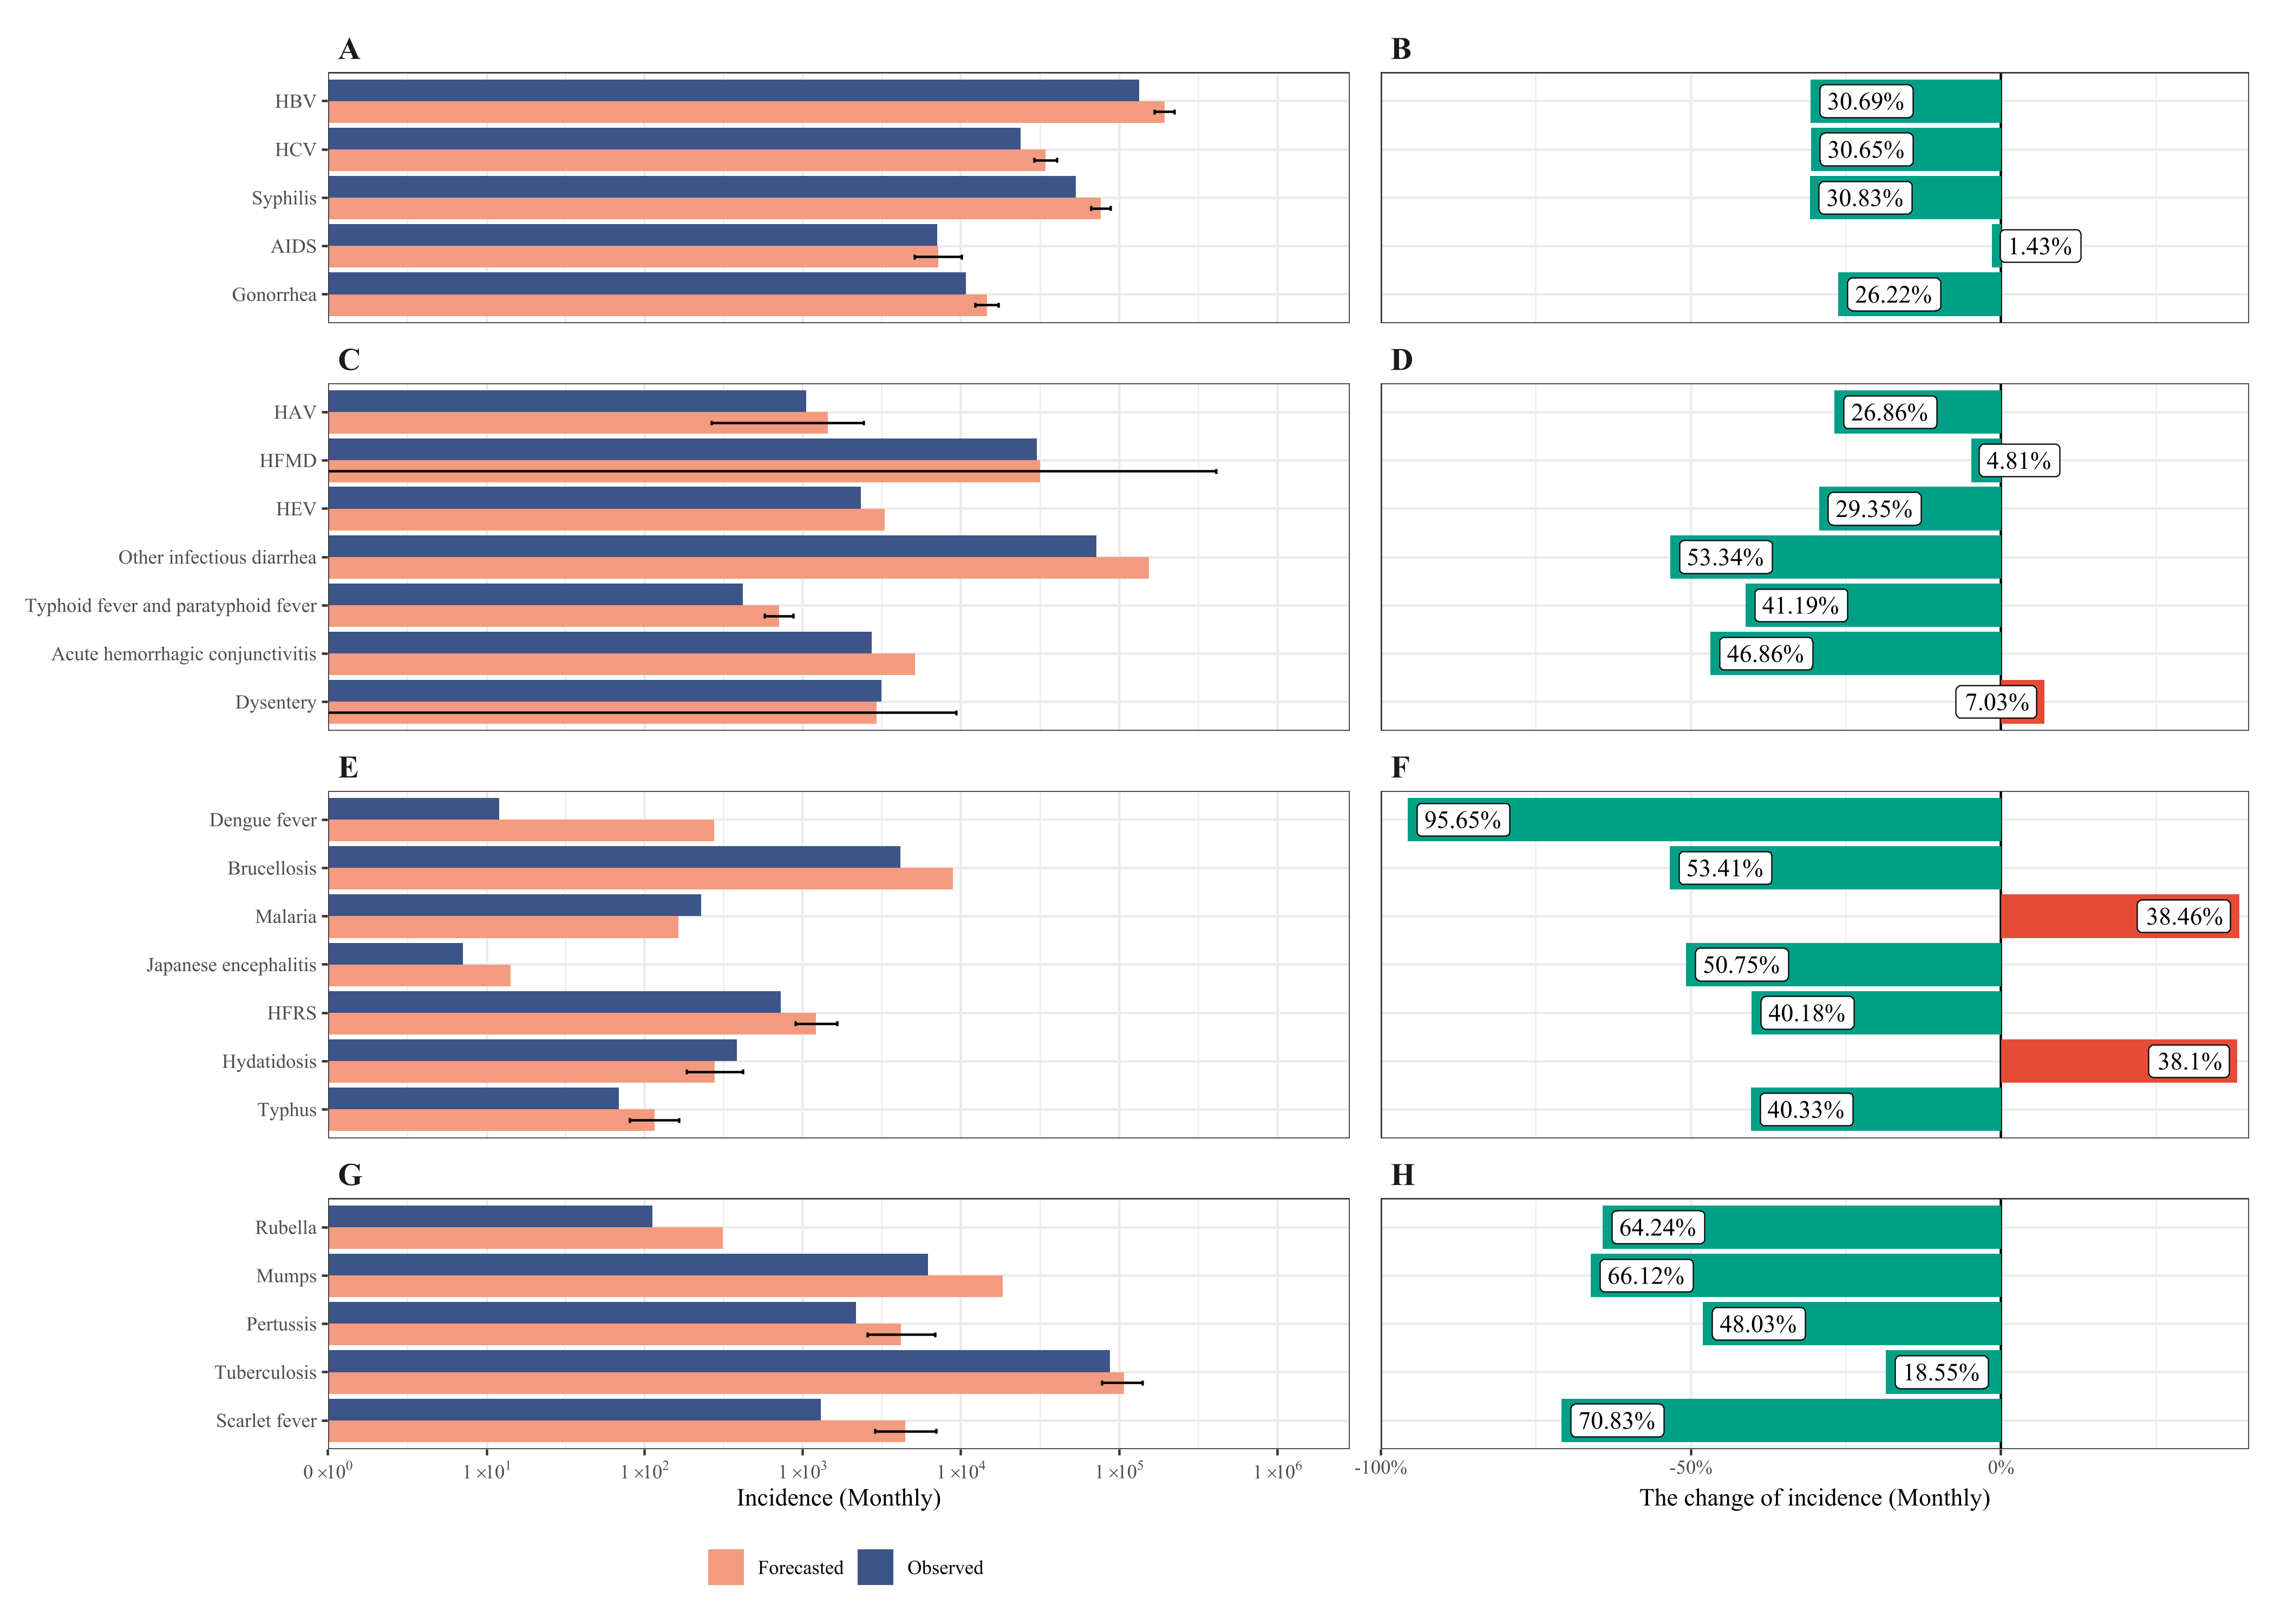 A
B
HBV
30.69%
HCV
30.65%
Syphilis
30.83%
AIDS
1.43%
Gonorrhea
26.22%
C
D
HAV
26.86%
HFMD
4.81%
HEV
29.35%
Other infectious diarrhea
53.34%
Typhoid fever and paratyphoid fever
41.19%
Acute hemorrhagic conjunctivitis
46.86%
Dysentery
7.03%
E
F
Dengue fever
95.65%
Brucellosis
53.41%
Malaria
38.46%
Japanese encephalitis
50.75%
HFRS
40.18%
Hydatidosis
38.1%
Typhus
40.33%
G
H
Rubella
64.24%
Mumps
66.12%
Pertussis
48.03%
Tuberculosis
18.55%
Scarlet fever
70.83%
0 ×10⁰ 1 ×10¹ 1 ×10² 1 ×10³ 1 ×10⁴ 1 ×10⁵ 1 ×10⁶
-100% -50% 0%
Incidence (Monthly)
The change of incidence (Monthly)
Forecasted Observed